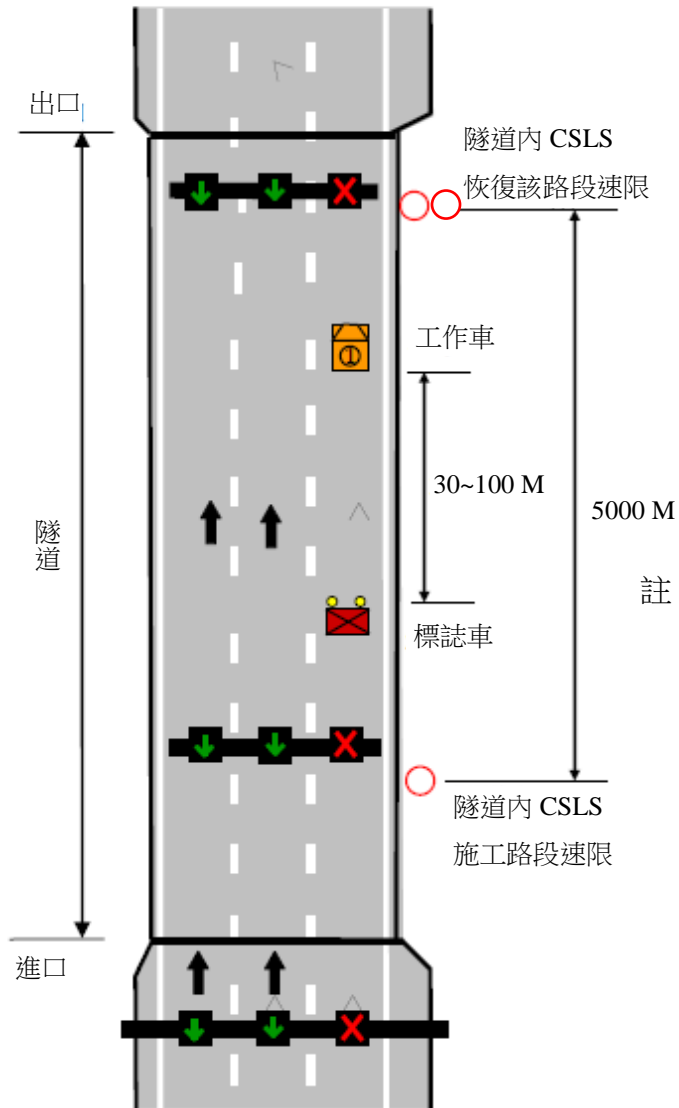 出口
隧道內 CSLS
恢復該路段速限
工作車
①
30~100 M
5000 M
隧道
註
標誌車
隧道內 CSLS
施工路段速限
進口